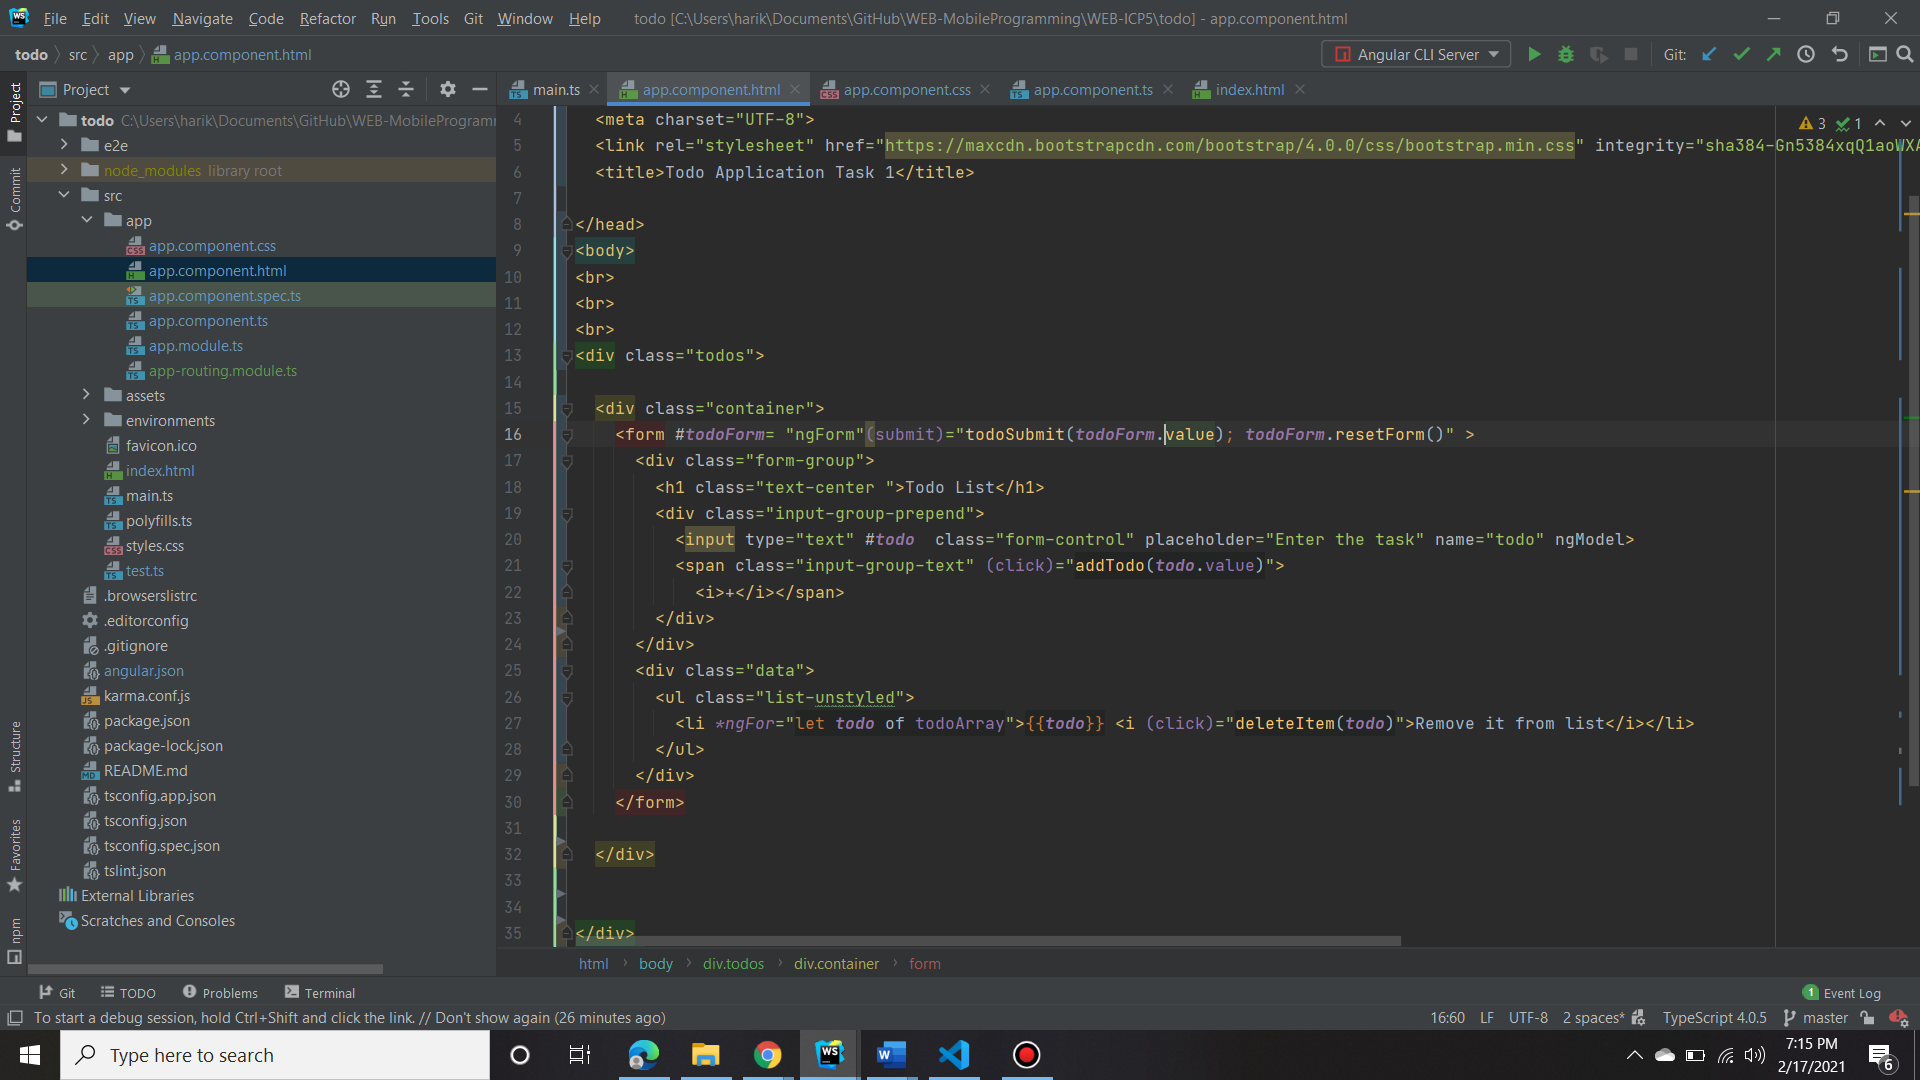 File Edit View Navigate Code Refactor Run Tools Git Window Help todo [C:\Users\harik\Documents\GitHub\WEB-MobileProgramming\WEB-ICP5\todo] - app.component.html
todo src app app.component.html Angular CLI Server Git:
Project main.ts app.component.html app.component.css app.component.ts index.html
Project
Commit
Structure
Favorites
npm
todo C:\Users\harik\Documents\GitHub\WEB-MobileProgramm
e2e
node_modules library root
src
app
app.component.css
app.component.html
app.component.spec.ts
app.component.ts
app.module.ts
app-routing.module.ts
assets
environments
favicon.ico
index.html
main.ts
polyfills.ts
styles.css
test.ts
.browserslistrc
.editorconfig
.gitignore
angular.json
karma.conf.js
package.json
package-lock.json
README.md
tsconfig.app.json
tsconfig.json
tsconfig.spec.json
tslint.json
External Libraries
Scratches and Consoles
3 1
4 <meta charset="UTF-8">
5 <link rel="stylesheet" href="https://maxcdn.bootstrapcdn.com/bootstrap/4.0.0/css/bootstrap.min.css" integrity="sha384-Gn5384xqQ1aoWXA
6 <title>Todo Application Task 1</title>
7
8 </head>
9 <body>
10 <br>
11 <br>
12 <br>
13 <div class="todos">
14
15 <div class="container">
16 <form #todoForm= "ngForm"(submit)="todoSubmit(todoForm.value); todoForm.resetForm()" >
17 <div class="form-group">
18 <h1 class="text-center ">Todo List</h1>
19 <div class="input-group-prepend">
20 <input type="text" #todo  class="form-control" placeholder="Enter the task" name="todo" ngModel>
21 <span class="input-group-text" (click)="addTodo(todo.value)">
22 <i>+</i></span>
23 </div>
24 </div>
25 <div class="data">
26 <ul class="list-unstyled">
27 <li *ngFor="let todo of todoArray">{{todo}} <i (click)="deleteItem(todo)">Remove it from list</i></li>
28 </ul>
29 </div>
30 </form>
31
32 </div>
33
34
35 </div>
html body div.todos div.container form
Git TODO Problems Terminal 1 Event Log
To start a debug session, hold Ctrl+Shift and click the link. // Don't show again (26 minutes ago) 16:60 LF UTF-8 2 spaces* TypeScript 4.0.5 master
Type here to search
7:15 PM
2/17/2021
6